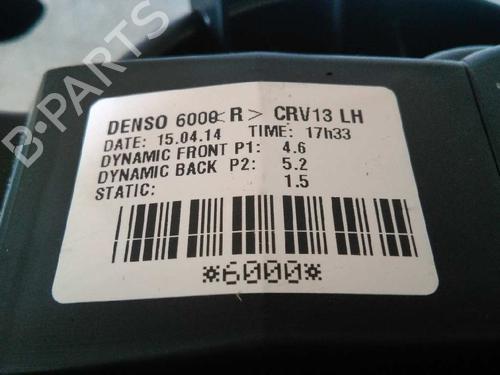 B-PARTS
DENSO 6000 <R> CRV13 LH
DATE: 15.04.14 TIME: 17h33
DYNAMIC FRONT P1: 4.6
DYNAMIC BACK P2: 5.2
STATIC: 1.5
*6000*